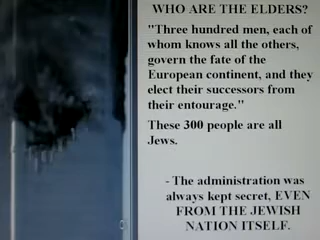 WHO ARE THE ELDERS?
"Three hundred men, each of
whom knows all the others,
govern the fate of the
European continent, and they
elect their successors from
their entourage."
These 300 people are all
Jews.
- The administration was
always kept secret, EVEN
FROM THE JEWISH
NATION ITSELF.